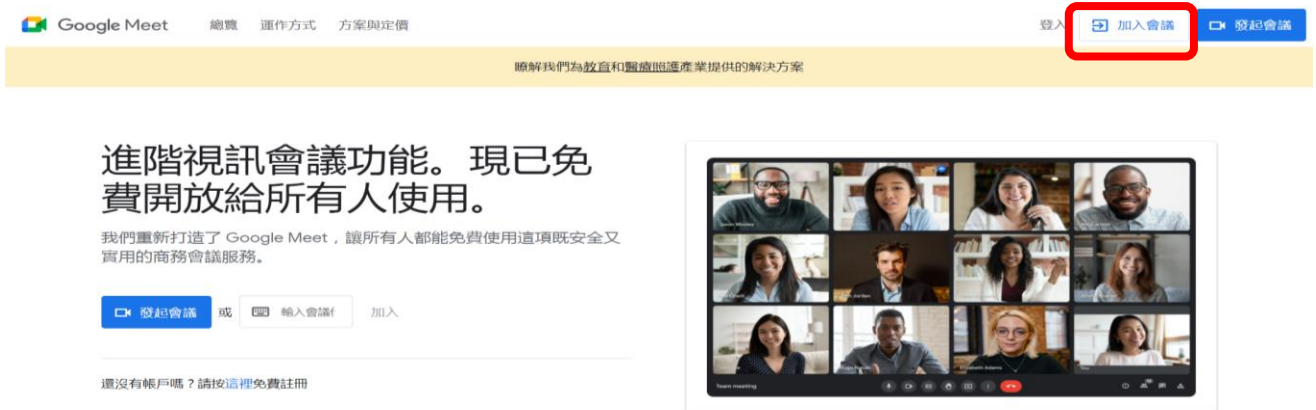 Google Meet 總覽 運作方式 方案與定價 登入 加入會議 發起會議
瞭解我們為教育和醫療照護產業提供的解決方案
進階視訊會議功能。現已免
費開放給所有人使用。
我們重新打造了 Google Meet，讓所有人都能免費使用這項既安全又
實用的商務會議服務。
發起會議 或 輸入會議 加入
還沒有帳戶嗎？請按這裡免費註冊
Team meeting